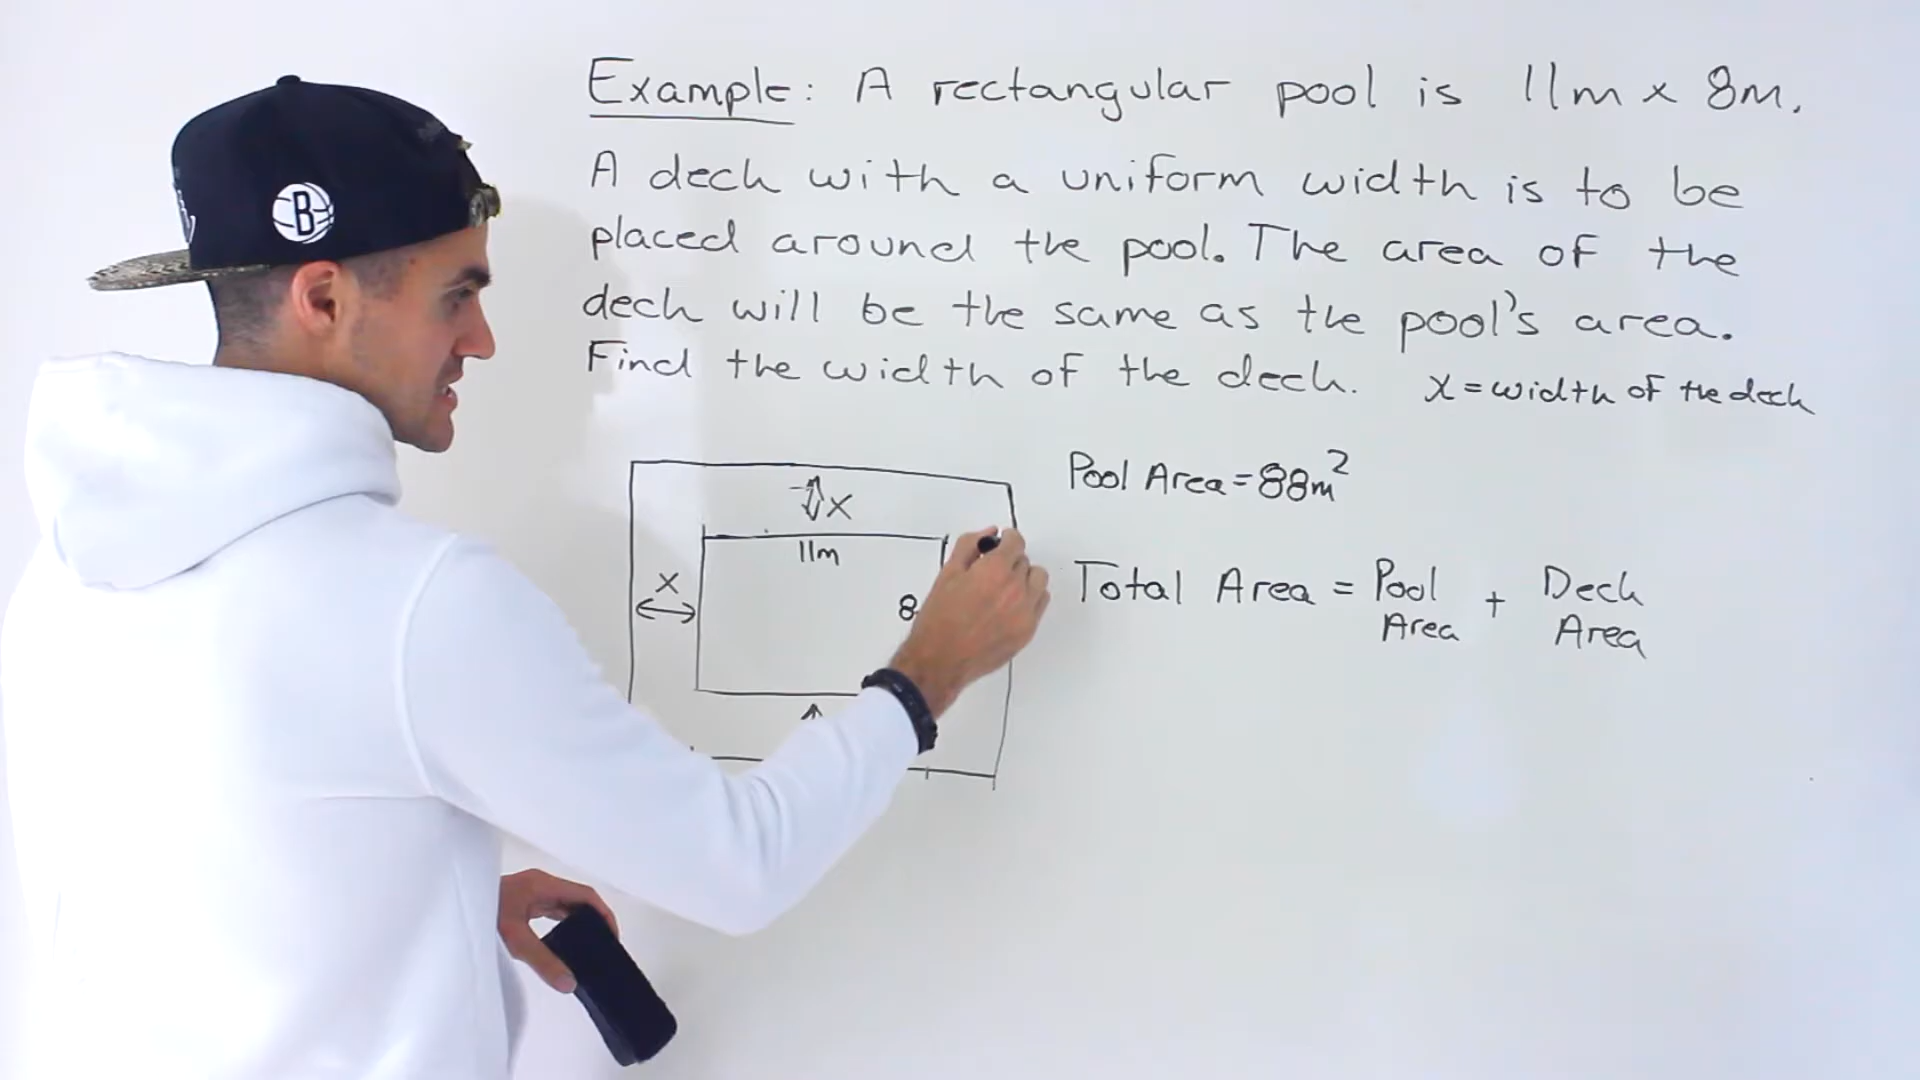 Example: A rectangular pool is 11m x 8m.
A deck with a uniform width is to be
placed around the pool. The area of the
deck will be the same as the pool's area.
Find the width of the deck.
x = width of the deck
Pool Area = 88m²
Total Area = Pool Area + Deck Area
x
11m
x
8
B